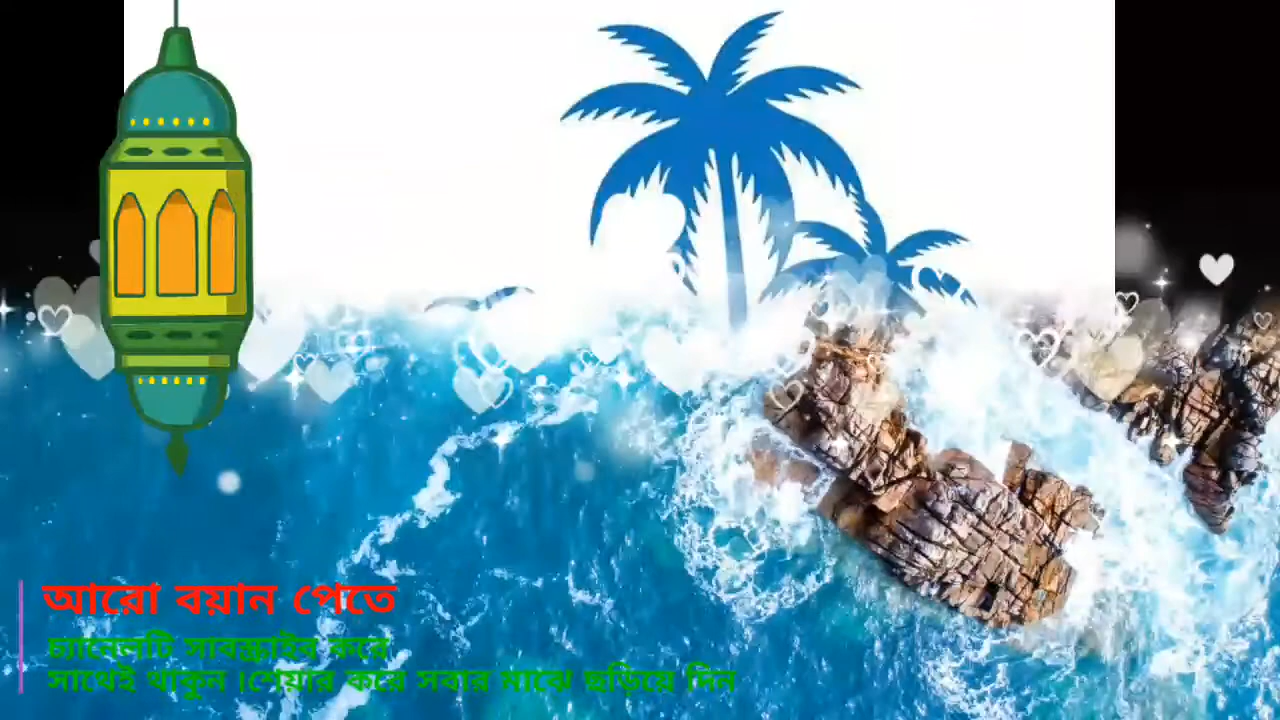 আরো বয়ান পেতে
চ্যানেলটি সাবস্ক্রাইব করে
সাথেই থাকুন।শেয়ার করে সবার মাঝে ছড়িয়ে দিন